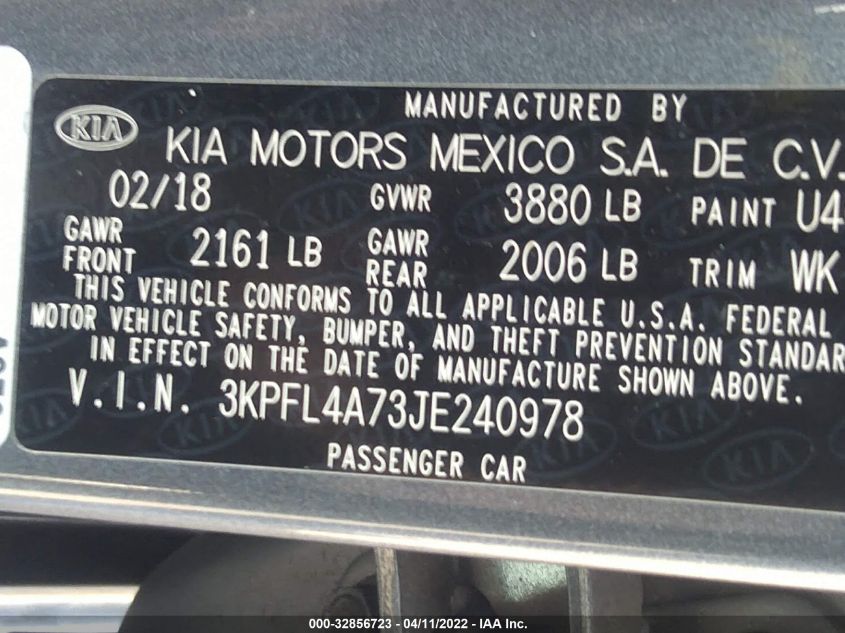 MANUFACTURED BY
KIA KIA MOTORS MEXICO S.A. DE C.V.
02/18 GVWR 3880 LB PAINT U4
GAWR FRONT 2161 LB GAWR REAR 2006 LB TRIM WK
THIS VEHICLE CONFORMS TO ALL APPLICABLE U.S.A. FEDERAL
MOTOR VEHICLE SAFETY, BUMPER, AND THEFT PREVENTION STANDAR
IN EFFECT ON THE DATE OF MANUFACTURE SHOWN ABOVE.
V.I.N. 3KPFL4A73JE240978
PASSENGER CAR
000-32856723 - 04/11/2022 - IAA Inc.